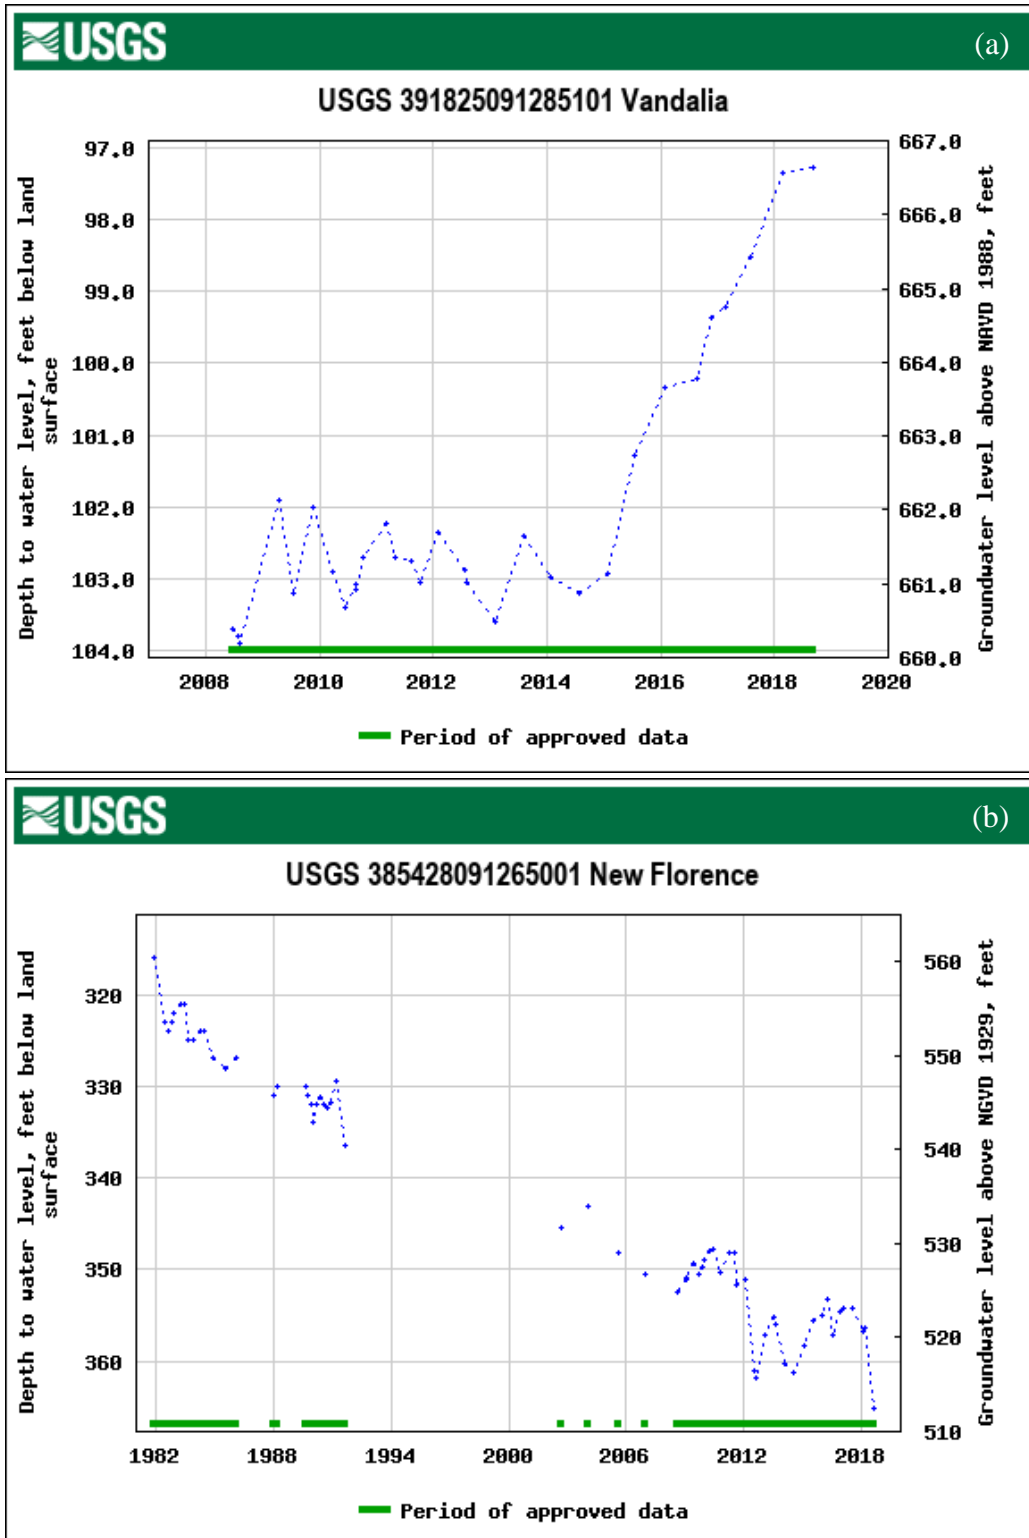 USGS (a)
USGS 391825091285101 Vandalia
Depth to water level, feet below land
surface
97.0
98.0
99.0
100.0
101.0
102.0
103.0
104.0
667.0
666.0
665.0
664.0
663.0
662.0
661.0
660.0
Groundwater level above NAVD 1988, feet
2008 2010 2012 2014 2016 2018 2020
Period of approved data
USGS (b)
USGS 385428091265001 New Florence
Depth to water level, feet below land
surface
320
330
340
350
360
560
550
540
530
520
510
Groundwater level above NGVD 1929, feet
1982 1988 1994 2000 2006 2012 2018
Period of approved data